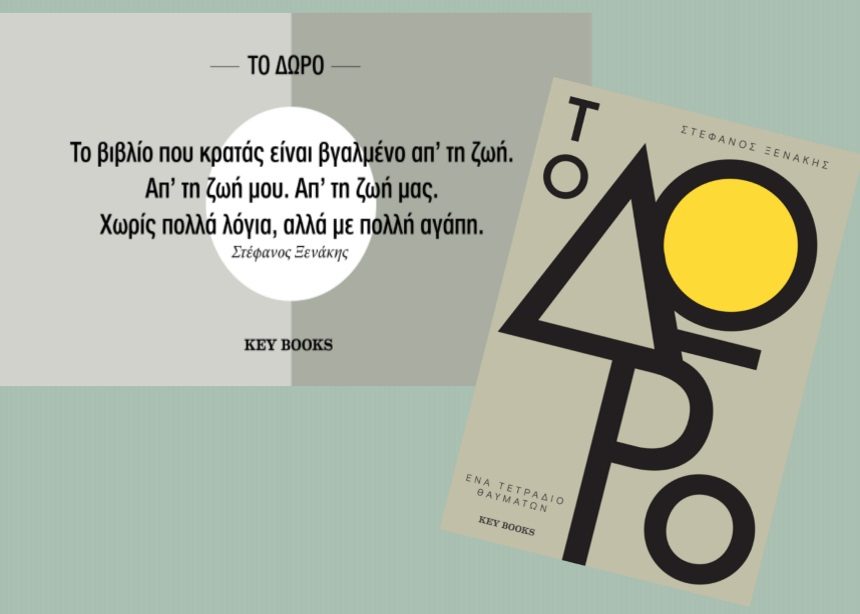 ΤΟ ΔΩΡΟ
Το βιβλίο που κρατάς είναι βγαλμένο απ’ τη ζωή.
Απ’ τη ζωή μου. Απ’ τη ζωή μας.
Χωρίς πολλά λόγια, αλλά με πολλή αγάπη.
Στέφανος Ξενάκης
KEY BOOKS
ΣΤΕΦΑΝΟΣ ΞΕΝΑΚΗΣ
ΤΟ
ΔΩ
ΡΟ
ΕΝΑ ΤΕΤΡΑΔΙΟ
ΘΑΥΜΑΤΩΝ
KEY BOOKS